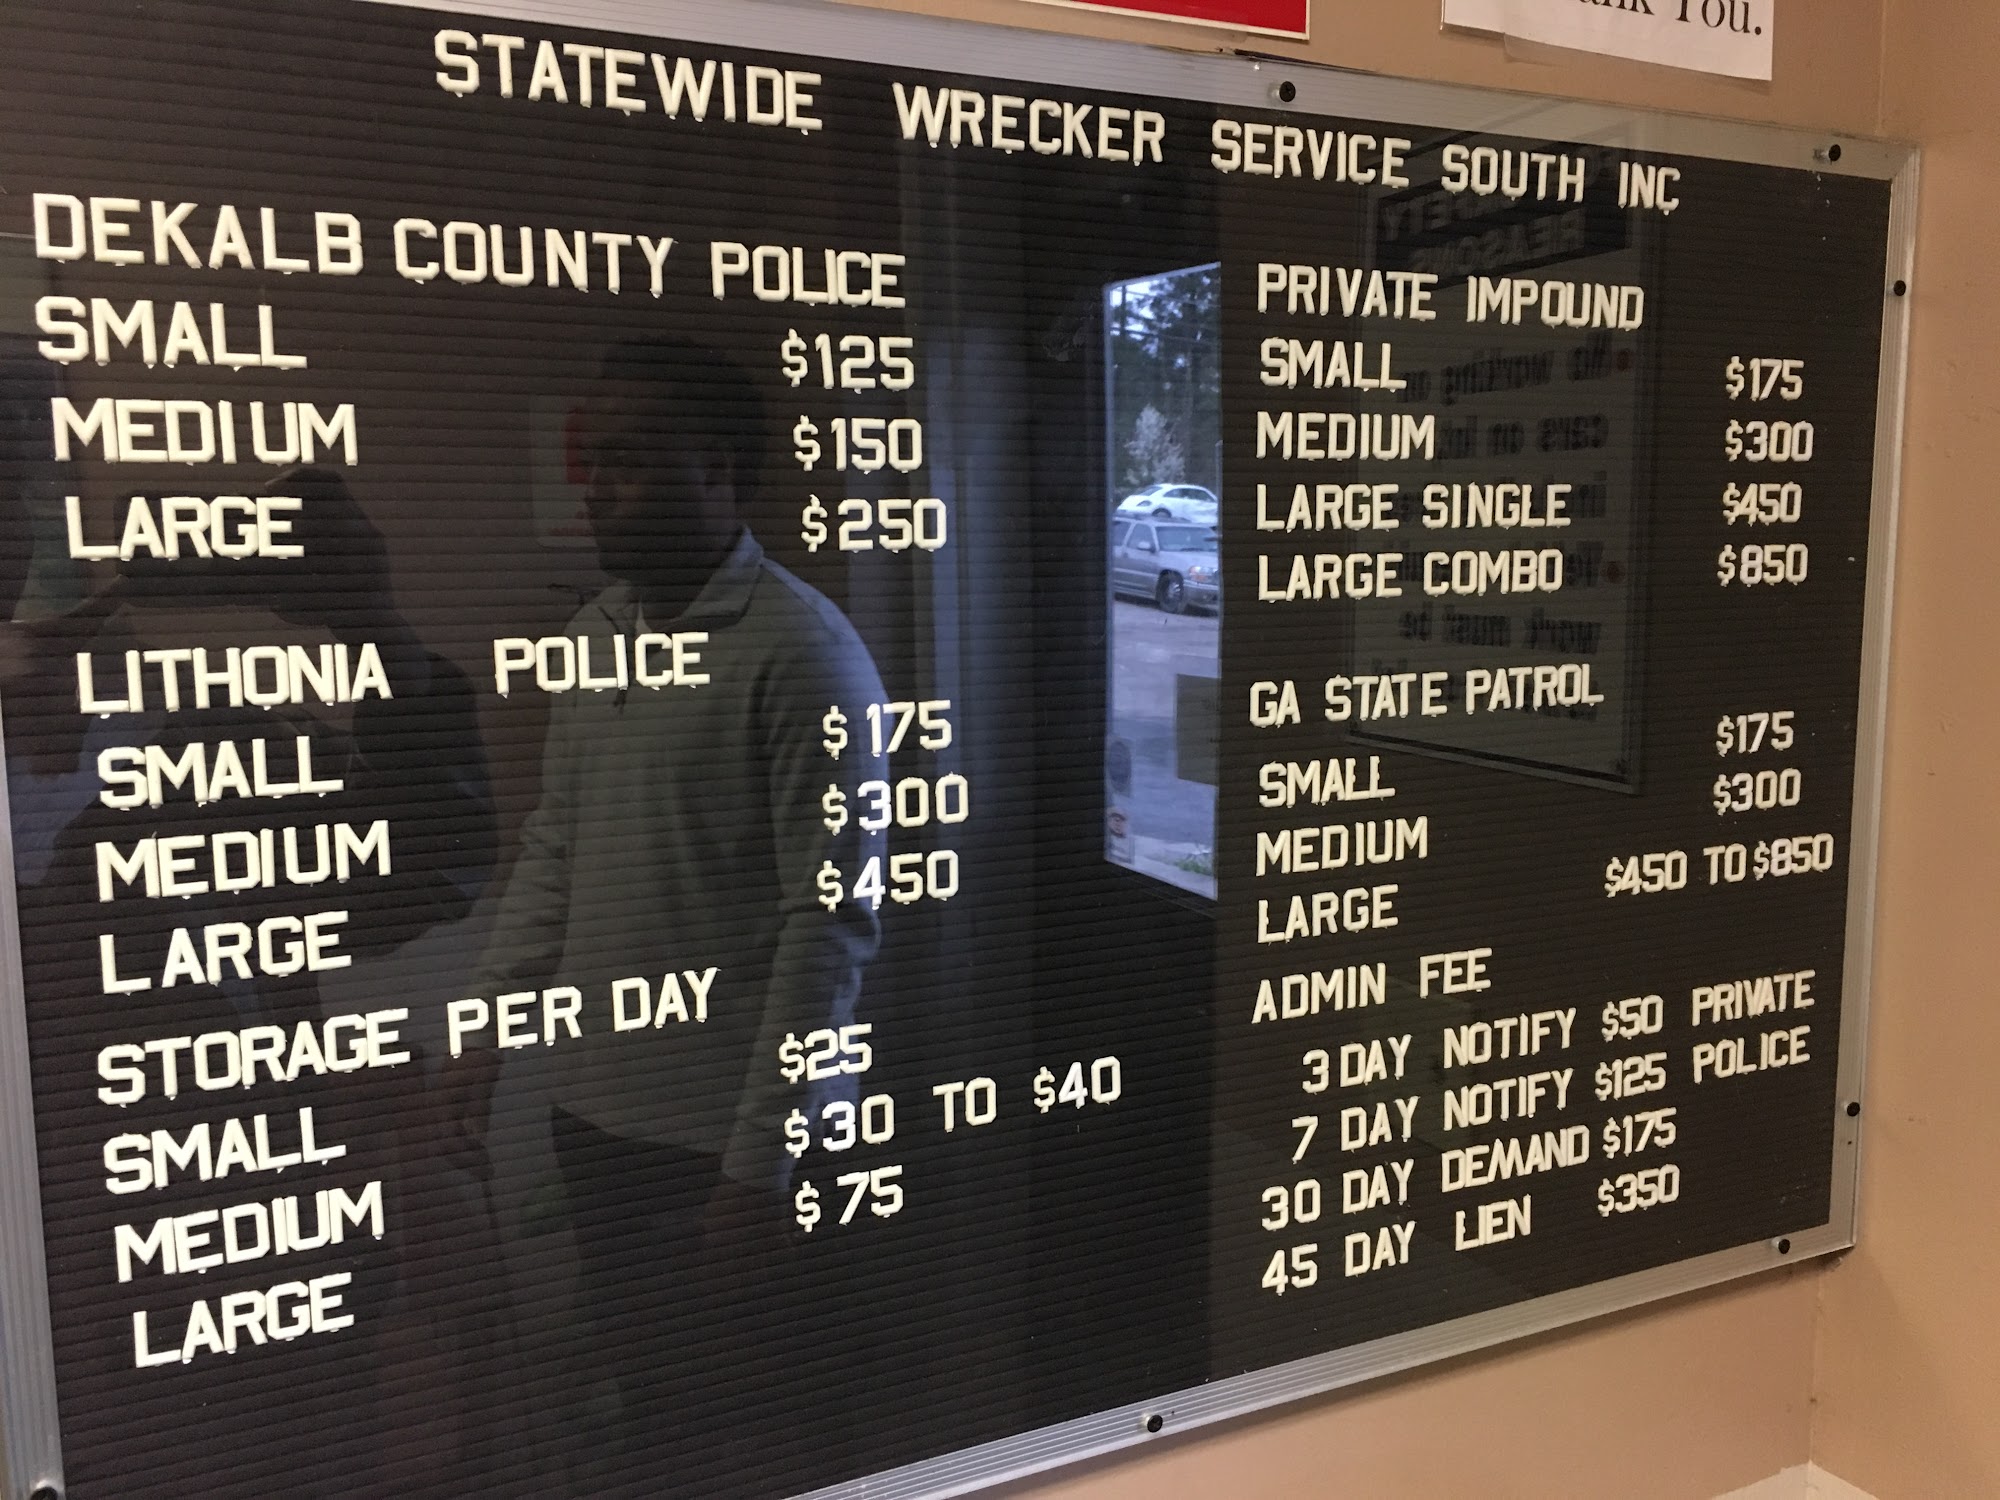 Thank You.
STATEWIDE WRECKER SERVICE SOUTH INC
DEKALB COUNTY POLICE
SMALL $125
MEDIUM $150
LARGE $250
LITHONIA POLICE
SMALL $175
MEDIUM $300
LARGE $450
STORAGE PER DAY
SMALL $25
MEDIUM $30 TO $40
LARGE $75
PRIVATE IMPOUND
SMALL $175
MEDIUM $300
LARGE SINGLE $450
LARGE COMBO $850
GA STATE PATROL
SMALL $175
MEDIUM $300
LARGE $450 TO $850
ADMIN FEE
3 DAY NOTIFY $50 PRIVATE
7 DAY NOTIFY $125 POLICE
30 DAY DEMAND $175
45 DAY LIEN $350